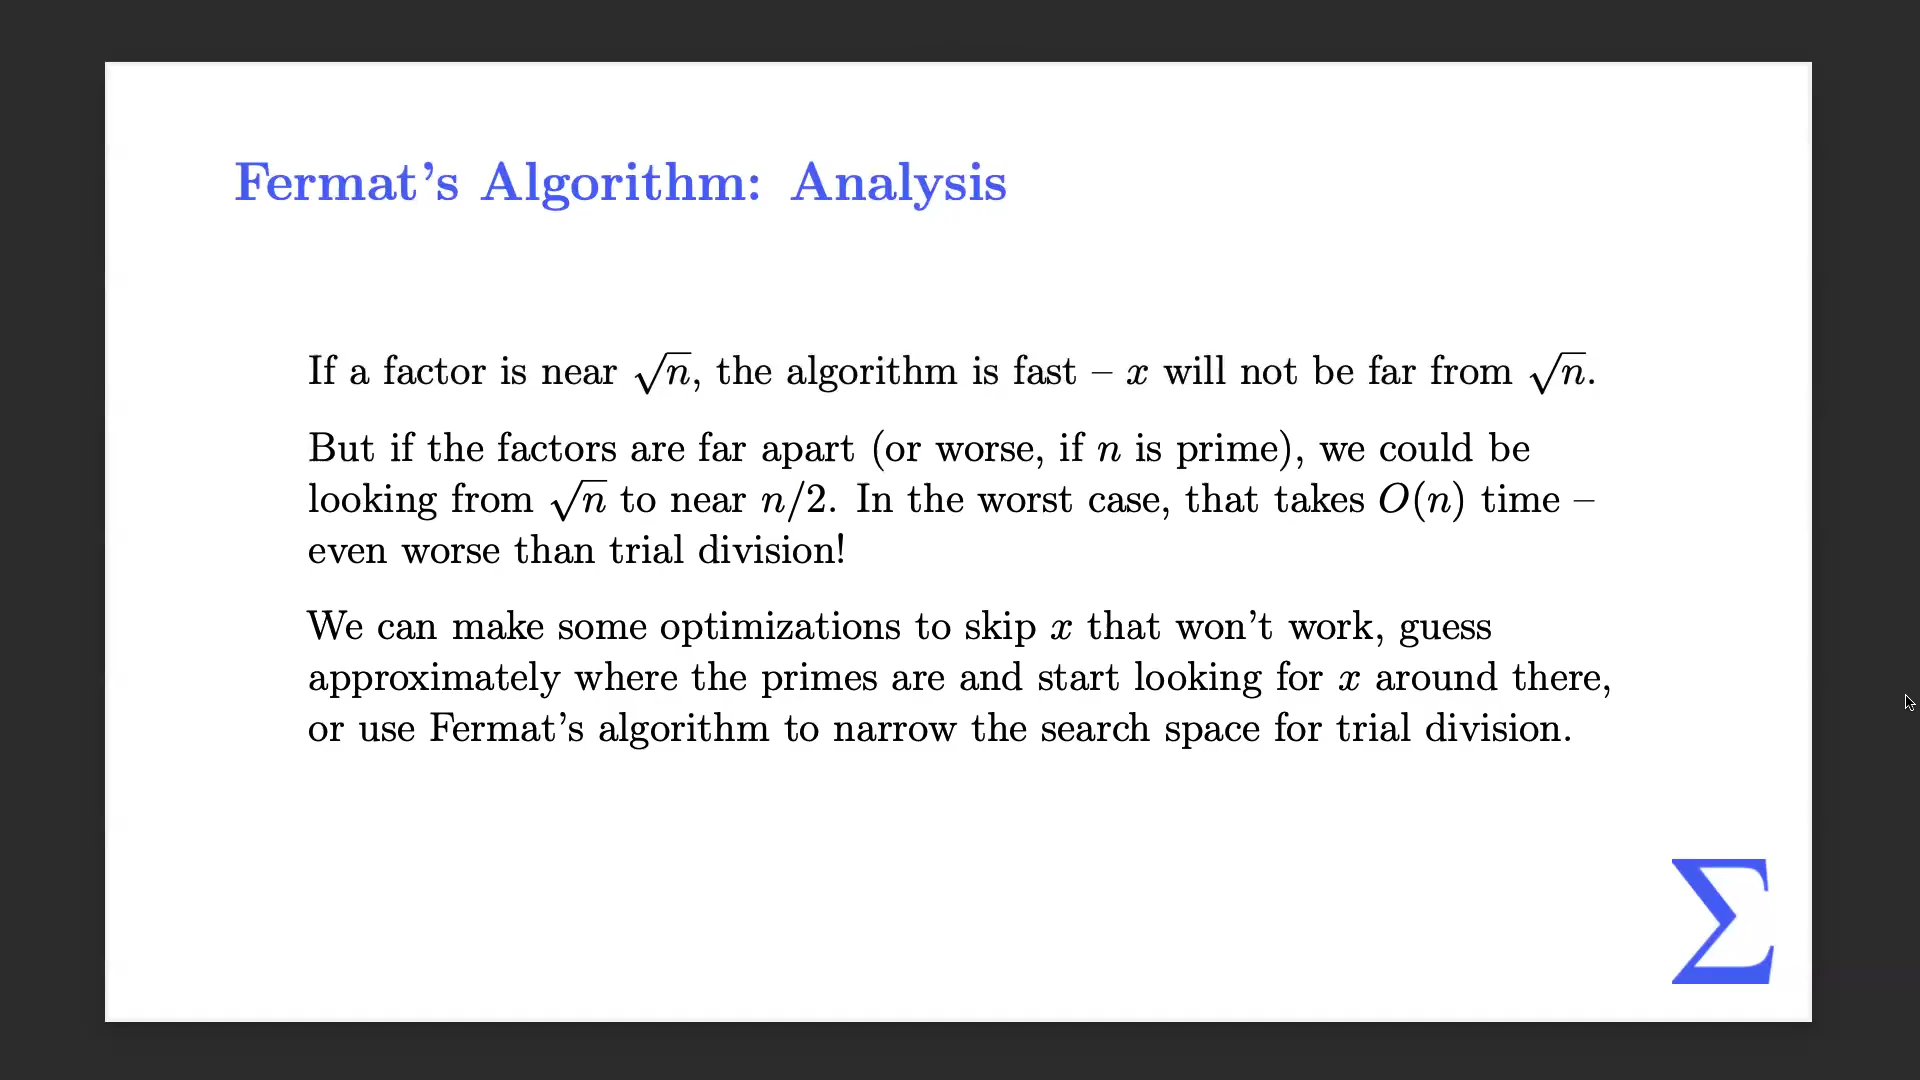 Fermat’s Algorithm: Analysis
If a factor is near √n, the algorithm is fast – x will not be far from √n.
But if the factors are far apart (or worse, if n is prime), we could be
looking from √n to near n/2. In the worst case, that takes O(n) time –
even worse than trial division!
We can make some optimizations to skip x that won’t work, guess
approximately where the primes are and start looking for x around there,
or use Fermat’s algorithm to narrow the search space for trial division.
Σ